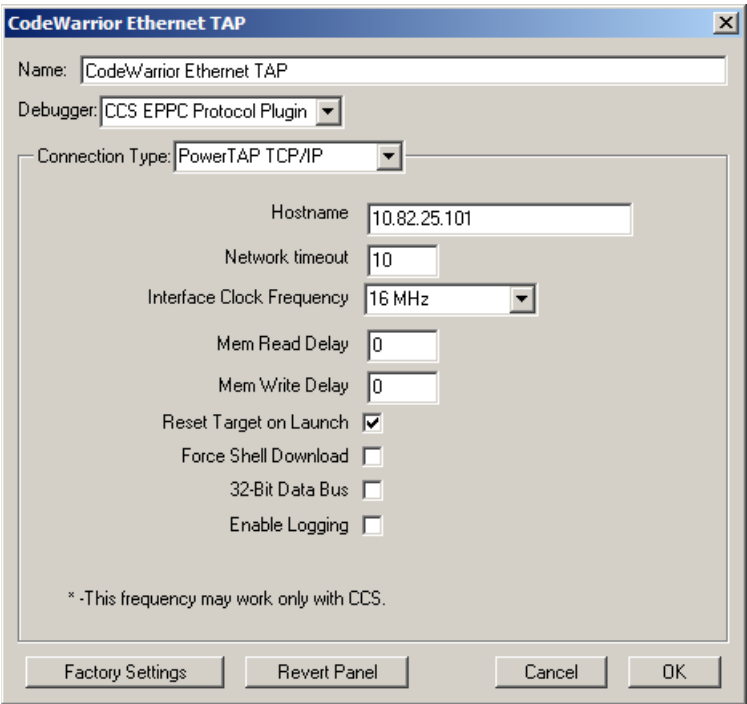 CodeWarrior Ethernet TAP
Name: CodeWarrior Ethernet TAP
Debugger: CCS EPPC Protocol Plugin
Connection Type: PowerTAP TCP/IP
Hostname 10.82.25.101
Network timeout 10
Interface Clock Frequency 16 MHz
Mem Read Delay 0
Mem Write Delay 0
Reset Target on Launch
Force Shell Download
32-Bit Data Bus
Enable Logging
* -This frequency may work only with CCS.
Factory Settings Revert Panel Cancel OK